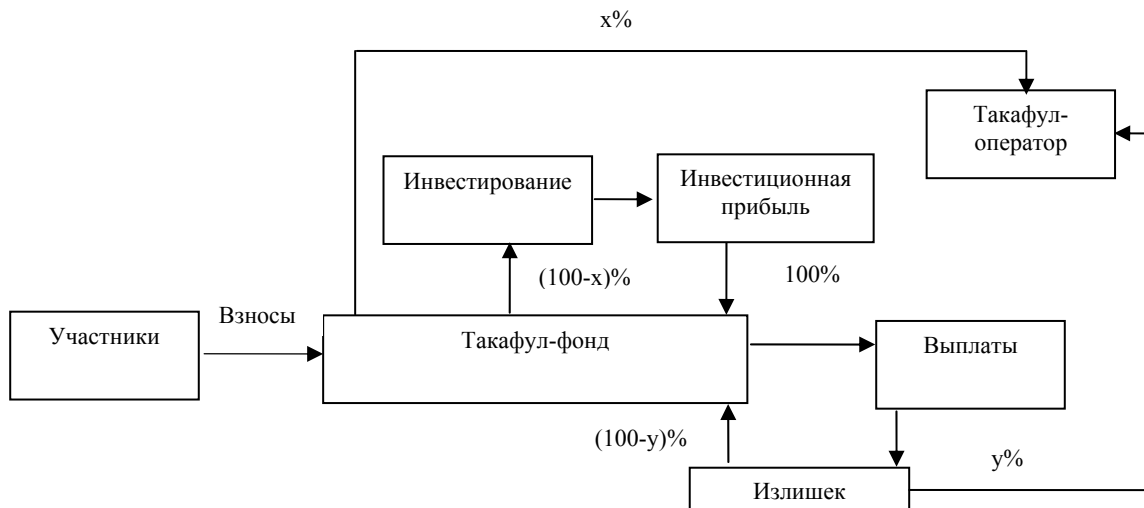 x%
Такафул-
оператор
Инвестирование
Инвестиционная
прибыль
(100-x)%
100%
Взносы
Участники
Такафул-фонд
Выплаты
(100-y)%
y%
Излишек